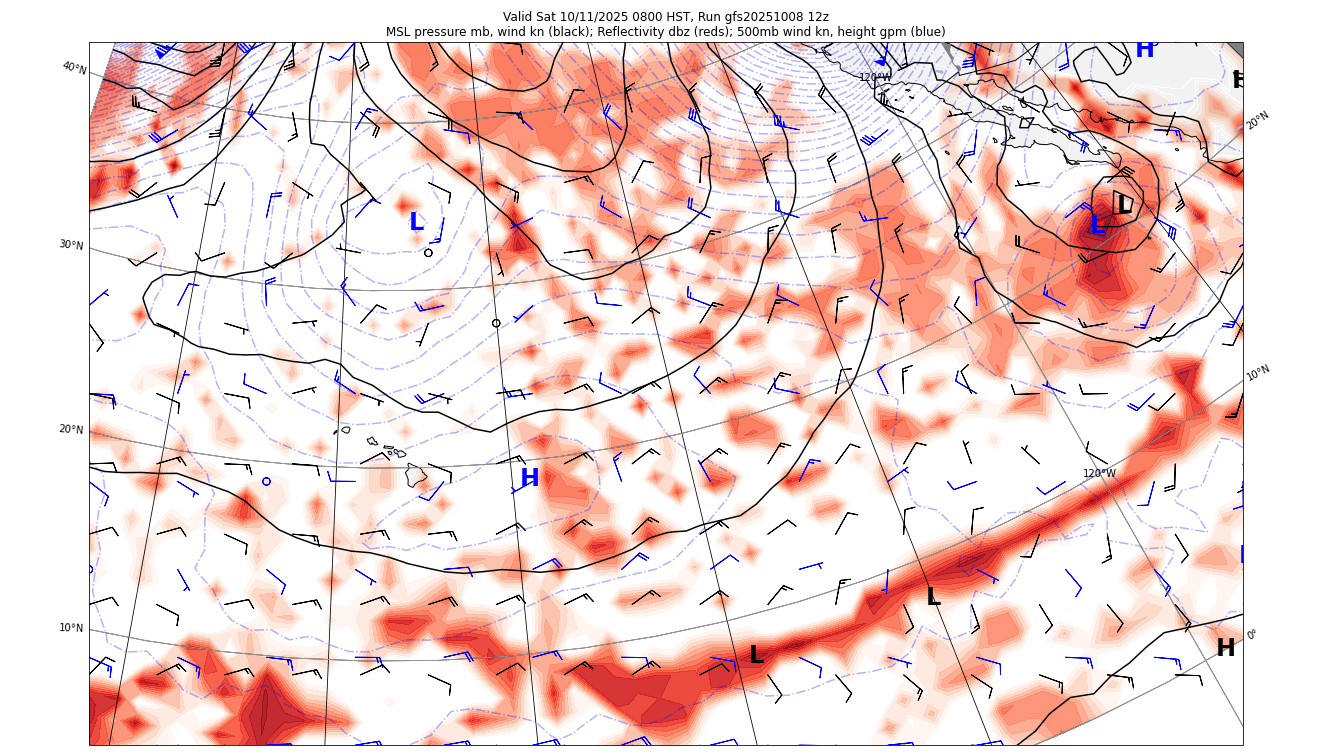 Valid Sat 10/11/2025 0800 HST, Run gfs20251008 12z
MSL pressure mb, wind kn (black); Reflectivity dbz (reds); 500mb wind kn, height gpm (blue)
H
40°N
120°W
H
20°N
L
L
L
30°N
10°N
20°N
120°W
H
L
10°N
0°
H
L